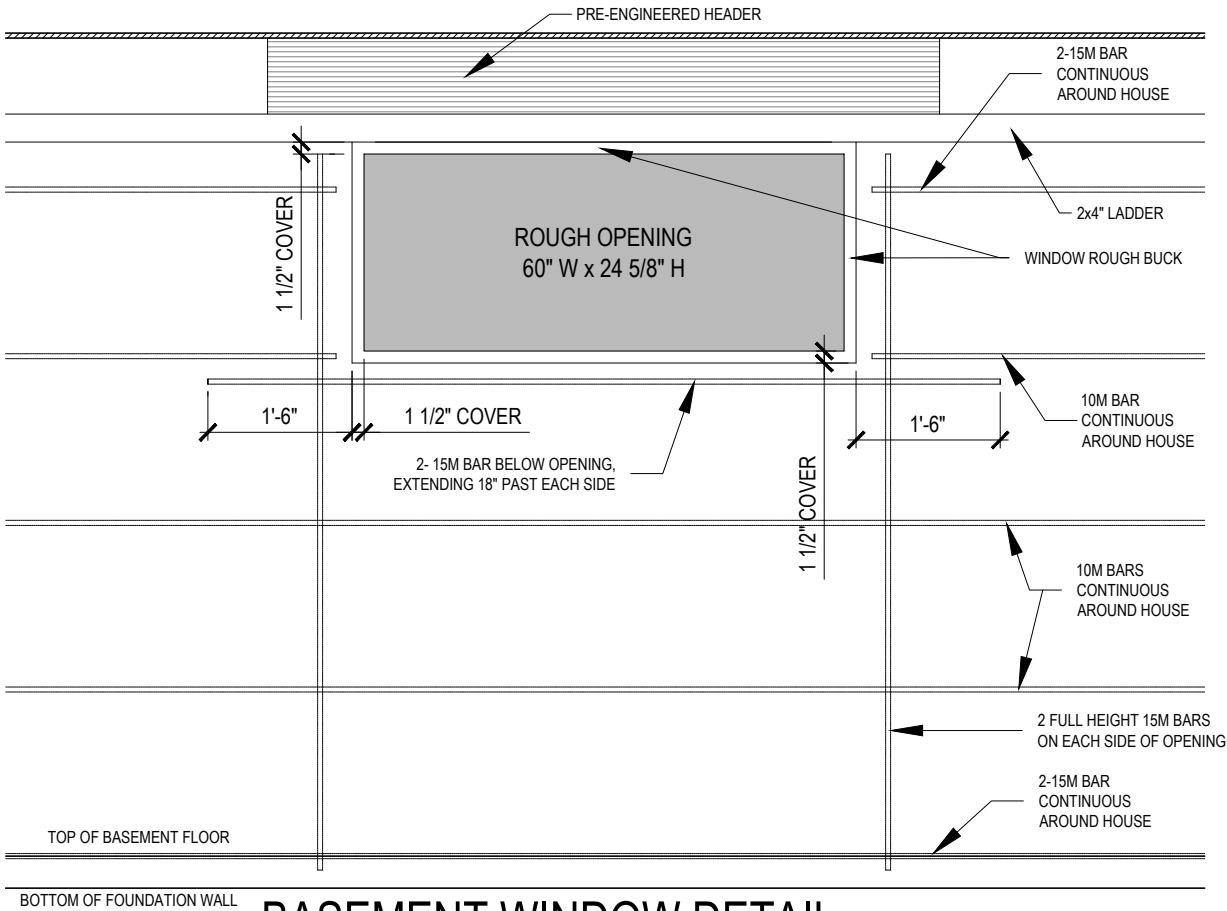 PRE-ENGINEERED HEADER
2-15M BAR
CONTINUOUS
AROUND HOUSE
2x4" LADDER
1 1/2" COVER
ROUGH OPENING
60" W x 24 5/8" H
WINDOW ROUGH BUCK
10M BAR
CONTINUOUS
AROUND HOUSE
1'-6"
1 1/2" COVER
1'-6"
2- 15M BAR BELOW OPENING,
EXTENDING 18" PAST EACH SIDE
1 1/2" COVER
10M BARS
CONTINUOUS
AROUND HOUSE
2 FULL HEIGHT 15M BARS
ON EACH SIDE OF OPENING
2-15M BAR
CONTINUOUS
AROUND HOUSE
TOP OF BASEMENT FLOOR
BOTTOM OF FOUNDATION WALL
BASEMENT WINDOW DETAIL